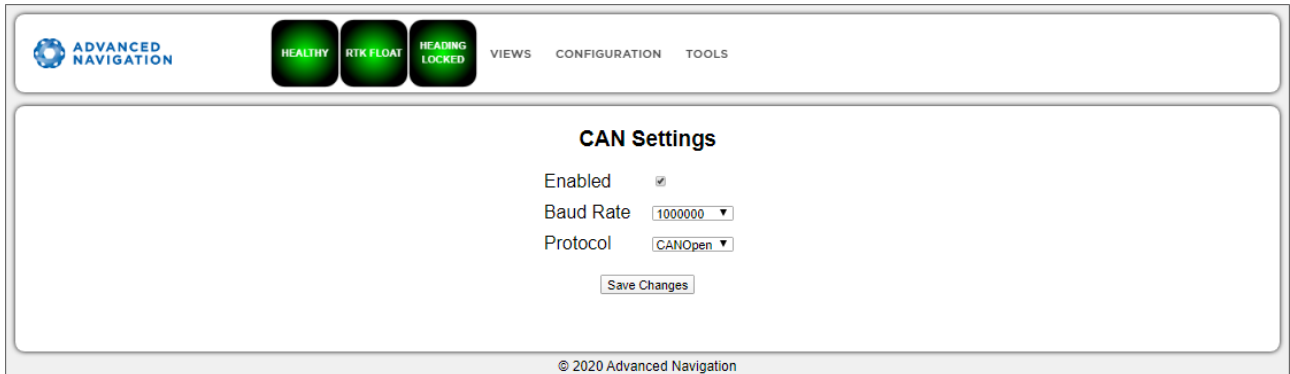 ADVANCED
NAVIGATION
HEALTHY
RTK FLOAT
HEADING
LOCKED
VIEWS
CONFIGURATION
TOOLS
CAN Settings
Enabled
Baud Rate 1000000
Protocol CANOpen
Save Changes
© 2020 Advanced Navigation